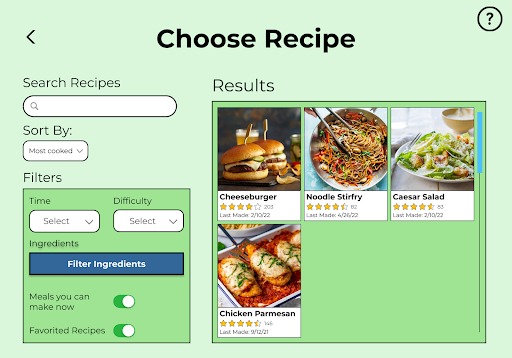 ?
Choose Recipe
Search Recipes
Sort By:
Most cooked
Filters
Time
Difficulty
Select
Select
Ingredients
Filter Ingredients
Meals you can
make now
Favorited Recipes
Results
Cheeseburger
203
Last Made: 2/10/22
Noodle Stirfry
82
Last Made: 4/26/22
Caesar Salad
83
Last Made: 2/10/22
Chicken Parmesan
146
Last Made: 9/12/21